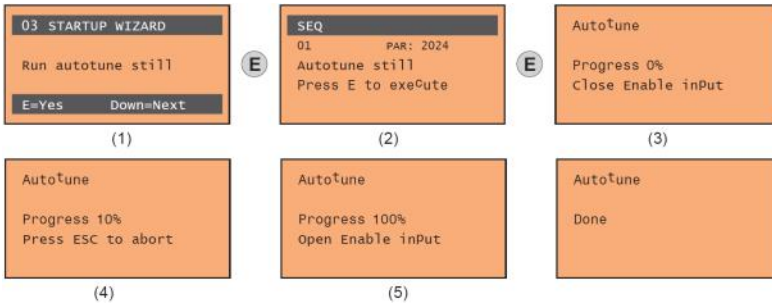 03 STARTUP WIZARD
Run autotune still
E=Yes Down=Next
(1)
E
SEQ
01 PAR: 2024
Autotune still
Press E to execute
(2)
E
Autotune
Progress 0%
Close Enable inPut
(3)
Autotune
Progress 10%
Press ESC to abort
(4)
Autotune
Progress 100%
Open Enable inPut
(5)
Autotune
Done